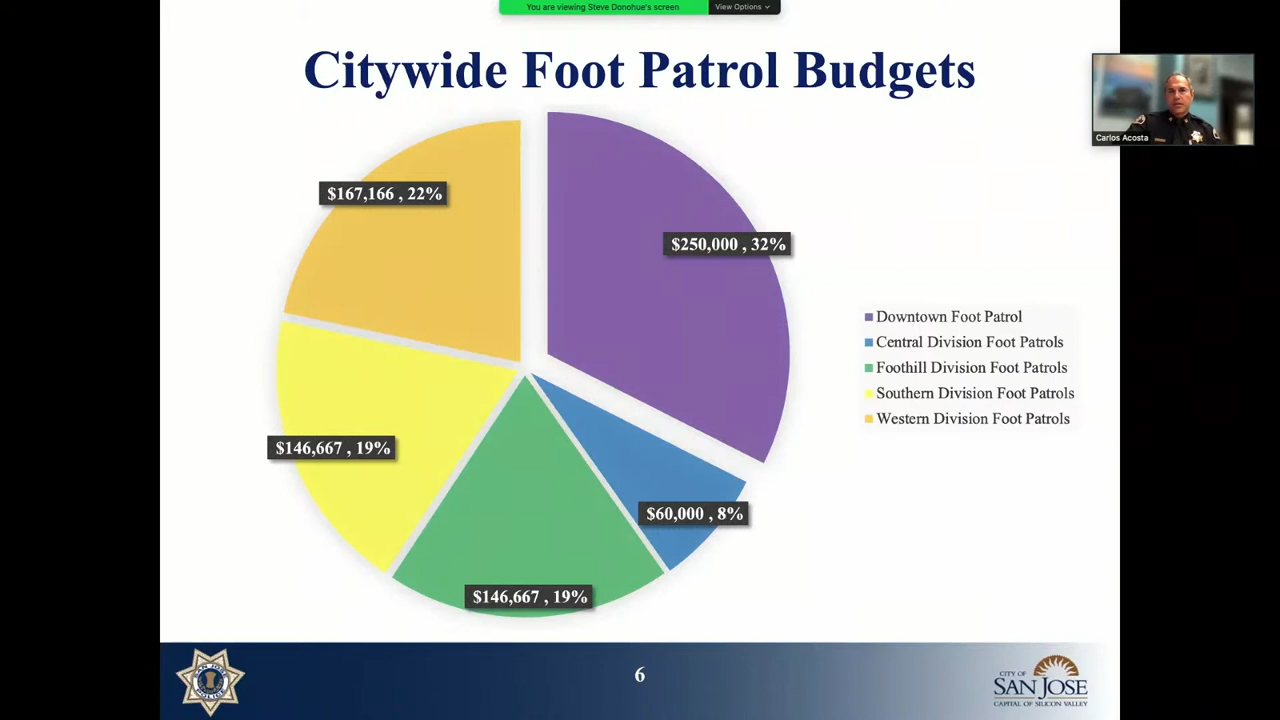 You are viewing Steve Donohue's screen
View Options
Citywide Foot Patrol Budgets
Carlos Acosta
$167,166 , 22%
$250,000 , 32%
Downtown Foot Patrol
Central Division Foot Patrols
Foothill Division Foot Patrols
Southern Division Foot Patrols
Western Division Foot Patrols
$146,667 , 19%
$60,000 , 8%
$146,667 , 19%
SAN JOSE
POLICE
6
CITY OF
SAN JOSE
CAPITAL OF SILICON VALLEY